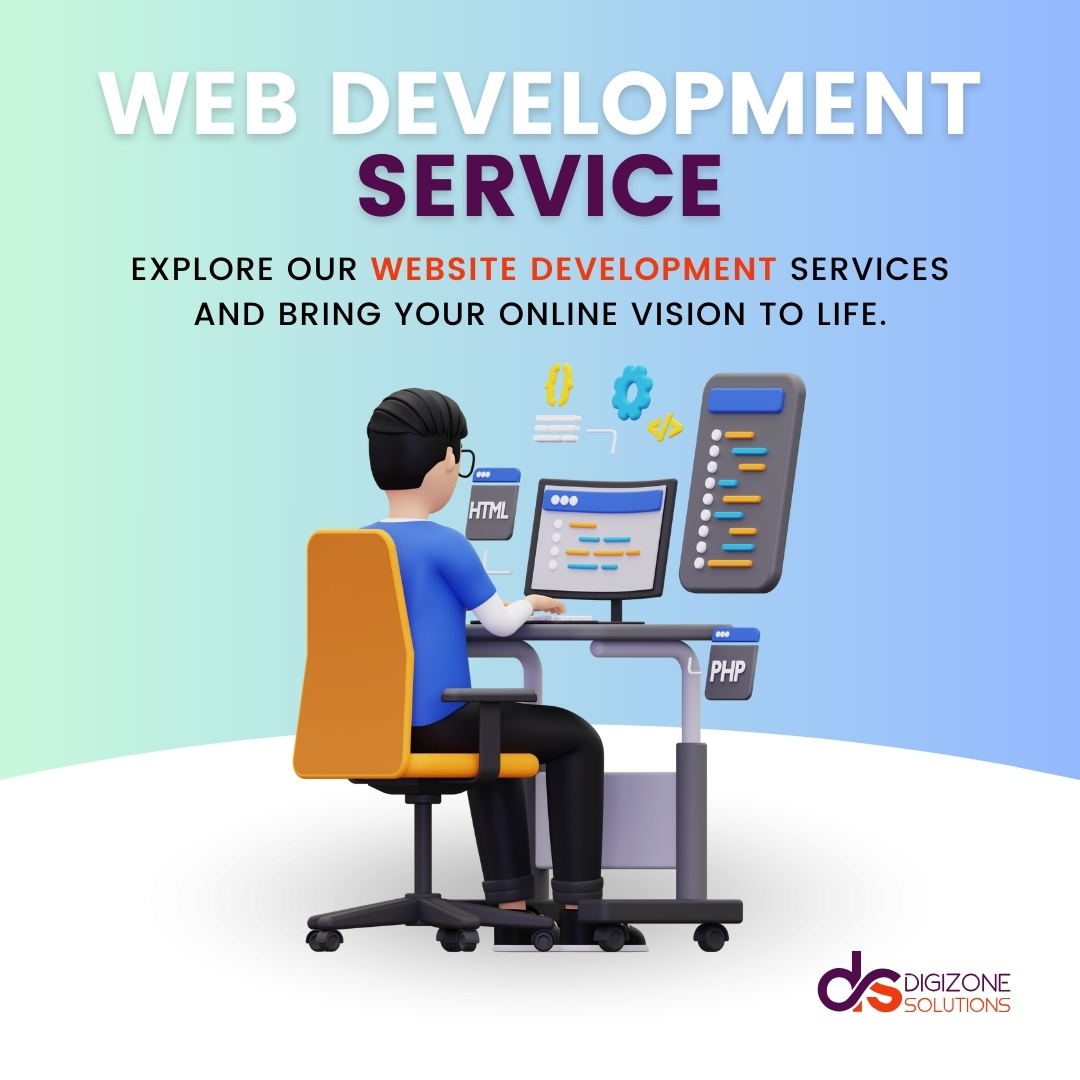 WEB DEVELOPMENT
SERVICE
EXPLORE OUR WEBSITE DEVELOPMENT SERVICES
AND BRING YOUR ONLINE VISION TO LIFE.
HTML
PHP
ds DIGIZONE
SOLUTIONS